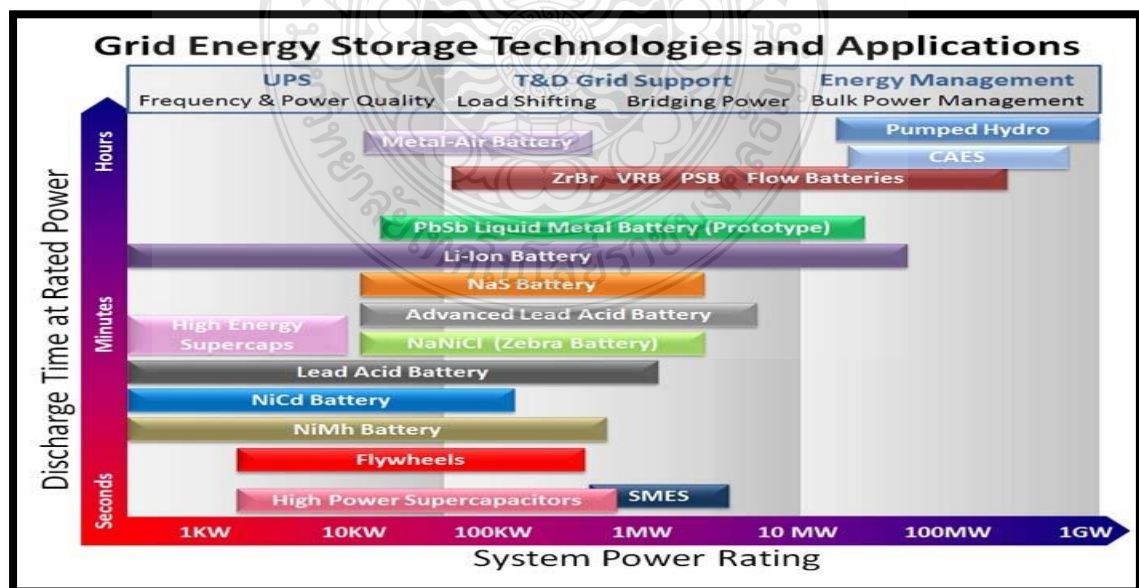 Grid Energy Storage Technologies and Applications
UPS T&D Grid Support Energy Management
Frequency & Power Quality Load Shifting Bridging Power Bulk Power Management
Discharge Time at Rated Power
Hours
Minutes
Seconds
Pumped Hydro
Metal-Air Battery
CAES
ZrBr VRB PSB Flow Batteries
PbSb Liquid Metal Battery (Prototype)
Li-Ion Battery
NaS Battery
Advanced Lead Acid Battery
High Energy
Supercaps
NaNiCl (Zebra Battery)
Lead Acid Battery
NiCd Battery
NiMh Battery
Flywheels
High Power Supercapacitors
SMES
1KW 10KW 100KW 1MW 10 MW 100MW 1GW
System Power Rating